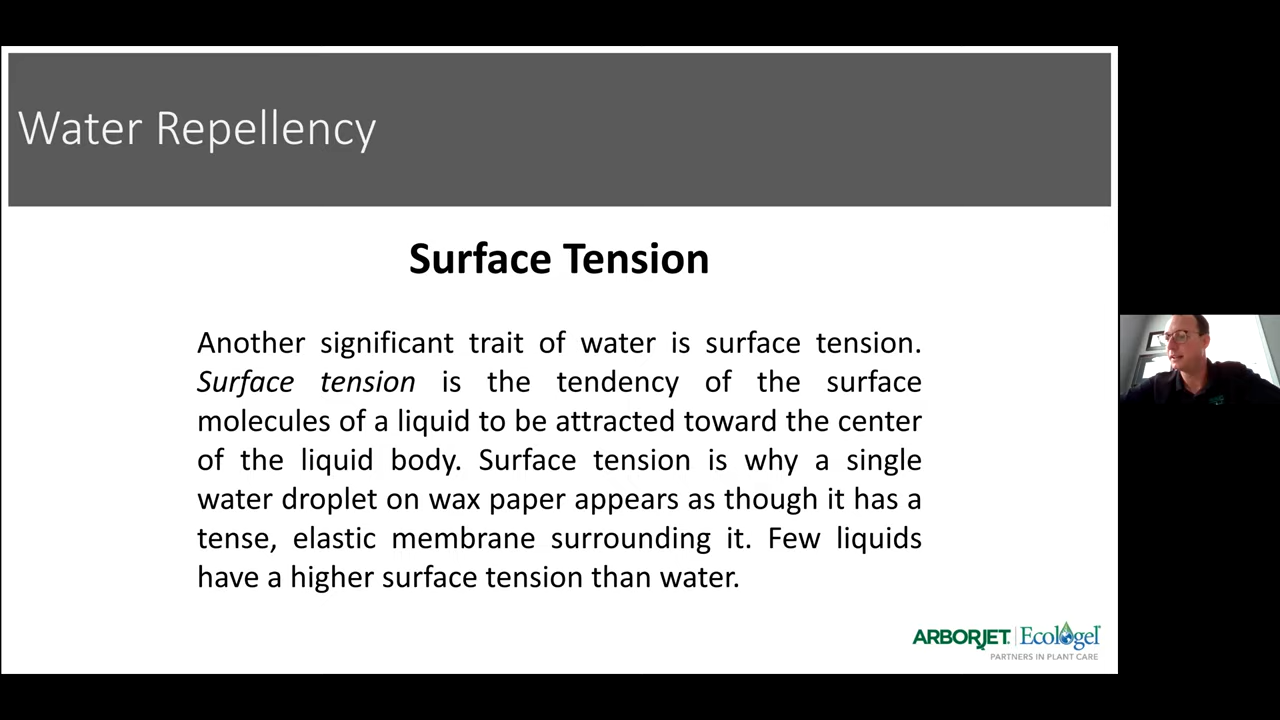 Water Repellency
Surface Tension
Another significant trait of water is surface tension.
Surface tension is the tendency of the surface
molecules of a liquid to be attracted toward the center
of the liquid body. Surface tension is why a single
water droplet on wax paper appears as though it has a
tense, elastic membrane surrounding it. Few liquids
have a higher surface tension than water.
ARBORJET | Ecologel
PARTNERS IN PLANT CARE